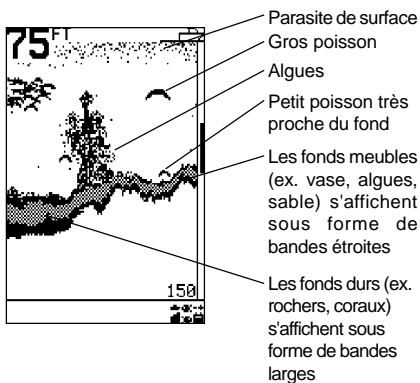 75 FT
Parasite de surface
Gros poisson
Algues
Petit poisson très
proche du fond
Les fonds meubles
(ex. vase, algues,
sable) s'affichent
sous forme de
bandes étroites
Les fonds durs (ex.
rochers, coraux)
s'affichent sous
forme de bandes
larges
150